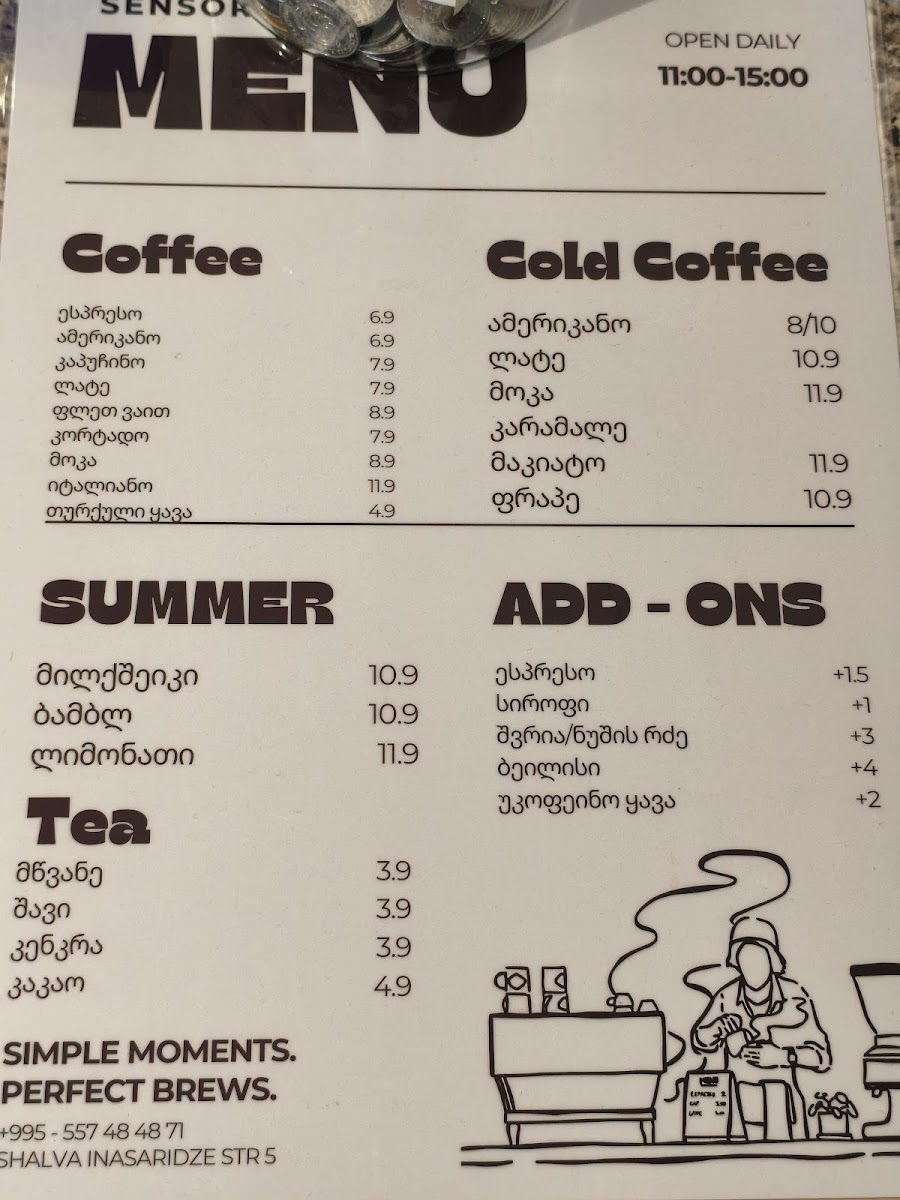 MENU
OPEN DAILY
11:00-15:00
Coffee
ესპრესო 6.9
ამერიკანო 6.9
კაპუჩინო 7.9
ლატე 7.9
ფლეთ ვაით 8.9
კორტადო 7.9
მოკა 8.9
იტალიანო 11.9
თურქული ყავა 4.9
Cold Coffee
ამერიკანო 8/10
ლატე 10.9
მოკა 11.9
კარამალე
მაკიატო 11.9
ფრაპე 10.9
SUMMER
მილქშეიკი 10.9
ბამბლ 10.9
ლიმონათი 11.9
ADD - ONS
ესპრესო +1.5
სიროფი +1
შვრია/ნუშის რძე +3
ბეილისი +4
უკოფეინო ყავა +2
Tea
მწვანე 3.9
შავი 3.9
კენკრა 3.9
კაკაო 4.9
SIMPLE MOMENTS.
PERFECT BREWS.
+995 - 557 48 48 71
SHALVA INASARIDZE STR 5